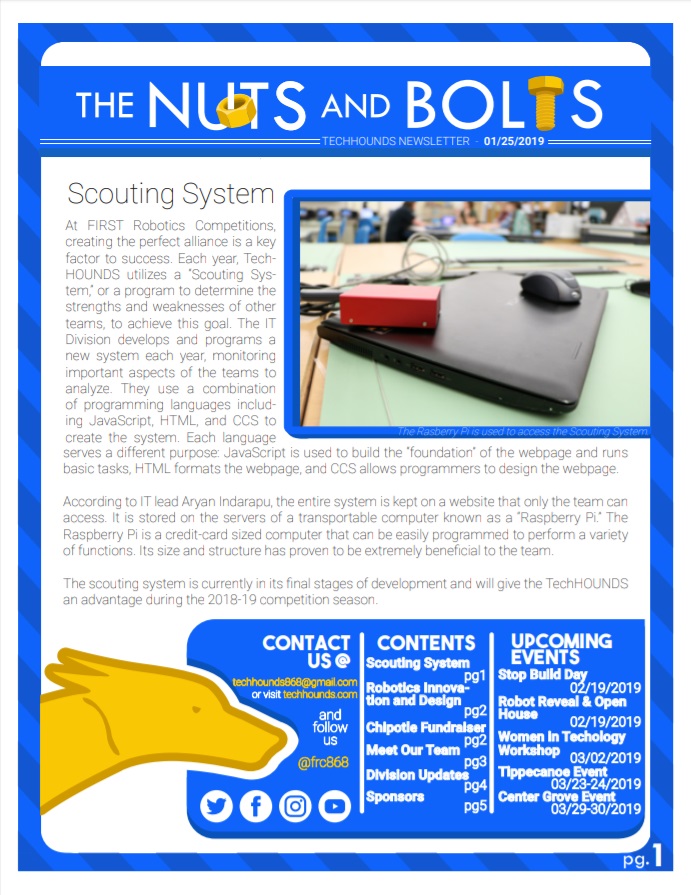 THE NUTS AND BOLTS
TECHHOUNDS NEWSLETTER - 01/25/2019
Scouting System
At FIRST Robotics Competitions,
creating the perfect alliance is a key
factor to success. Each year, Tech-
HOUNDS utilizes a “Scouting Sys-
tem,” or a program to determine the
strengths and weaknesses of other
teams, to achieve this goal. The IT
Division develops and programs a
new system each year, monitoring
important aspects of the teams to
analyze. They use a combination
of programming languages includ-
ing JavaScript, HTML, and CCS to
create the system. Each language
serves a different purpose: JavaScript is used to build the “foundation” of the webpage and runs
basic tasks, HTML formats the webpage, and CCS allows programmers to design the webpage.
The Rasberry Pi is used to access the Scouting System.
According to IT lead Aryan Indarapu, the entire system is kept on a website that only the team can
access. It is stored on the servers of a transportable computer known as a “Raspberry Pi.” The
Raspberry Pi is a credit-card sized computer that can be easily programmed to perform a variety
of functions. Its size and structure has proven to be extremely beneficial to the team.
The scouting system is currently in its final stages of development and will give the TechHOUNDS
an advantage during the 2018-19 competition season.
CONTACT
US @
techhounds868@gmail.com
or visit techhounds.com
and
follow
us
@frc868
CONTENTS
Scouting System
pg1
Robotics Innova-
tion and Design
pg2
Chipotle Fundraiser
pg2
Meet Our Team
pg3
Division Updates
pg4
Sponsors
pg5
UPCOMING
EVENTS
Stop Build Day
02/19/2019
Robot Reveal & Open
House
02/19/2019
Women In Techology
Workshop
03/02/2019
Tippecanoe Event
03/23-24/2019
Center Grove Event
03/29-30/2019
pg.1